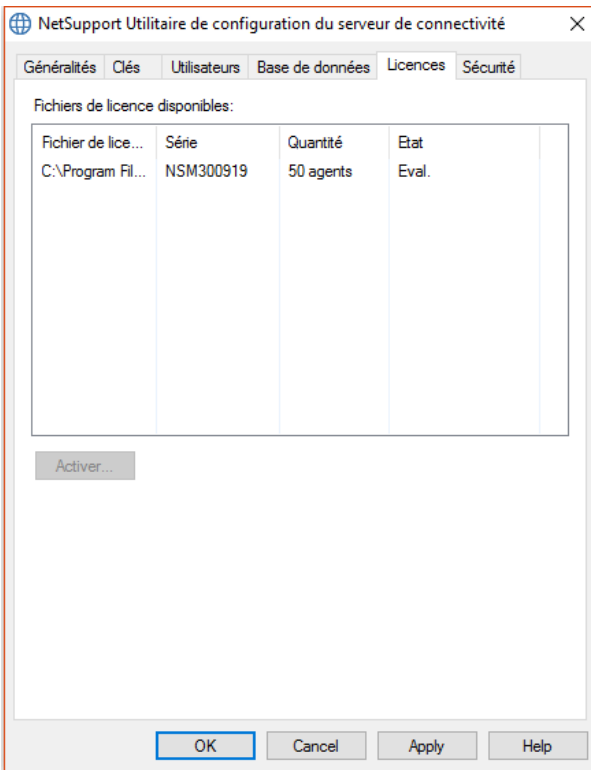 NetSupport Utilitaire de configuration du serveur de connectivité
Généralités Clés Utilisateurs Base de données Licences Sécurité
Fichiers de licence disponibles:
Fichier de lice... Série Quantité Etat
C:\Program Fil... NSM300919 50 agents Eval.
Activer...
OK Cancel Apply Help